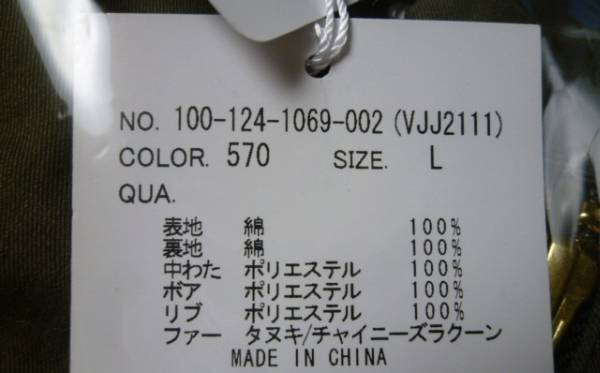 NO. 100-124-1069-002 (VJJ2111)
COLOR. 570 SIZE. L
QUA.
表地 綿 100%
裏地 綿 100%
中わた ポリエステル 100%
ボア ポリエステル 100%
リブ ポリエステル 100%
ファー タヌキ/チャイニーズラクーン
MADE IN CHINA